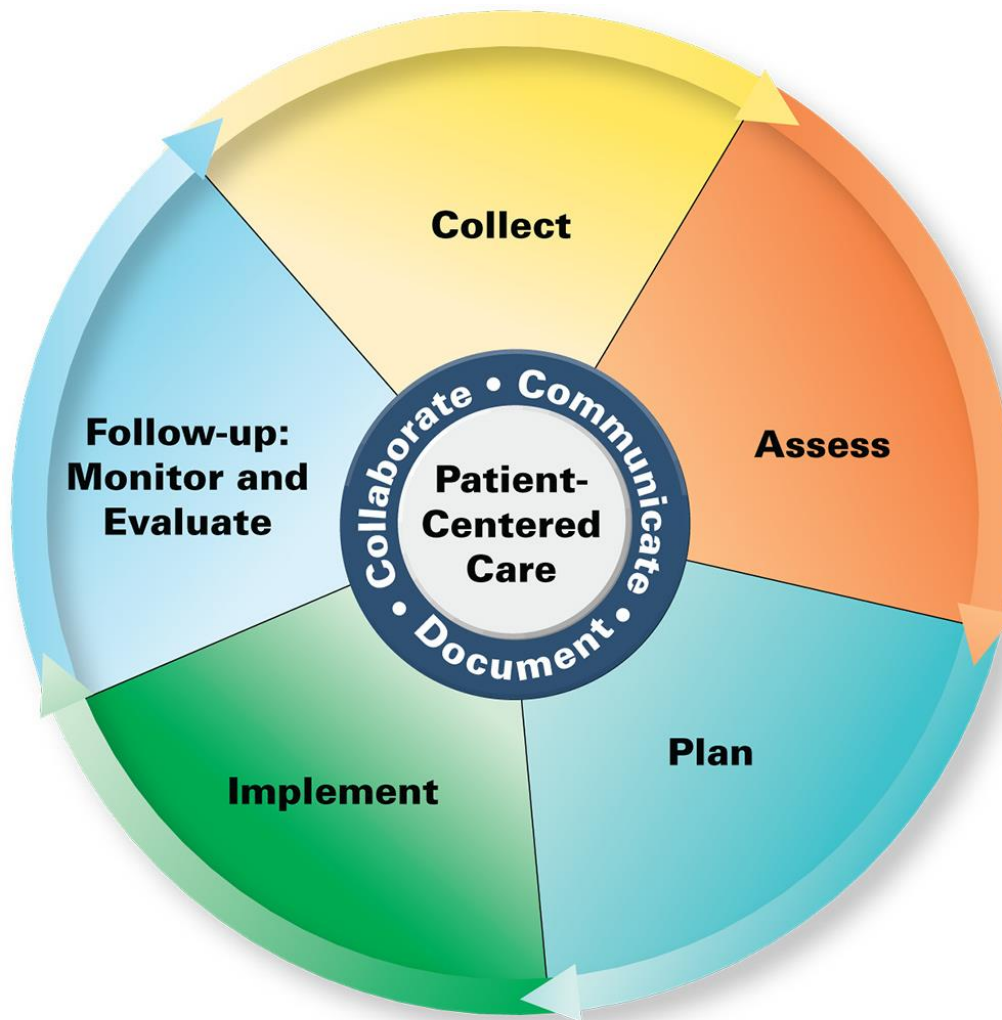 Collect
Assess
Plan
Implement
Follow-up:
Monitor and
Evaluate
Collaborate • Communicate • Document •
Patient-
Centered
Care